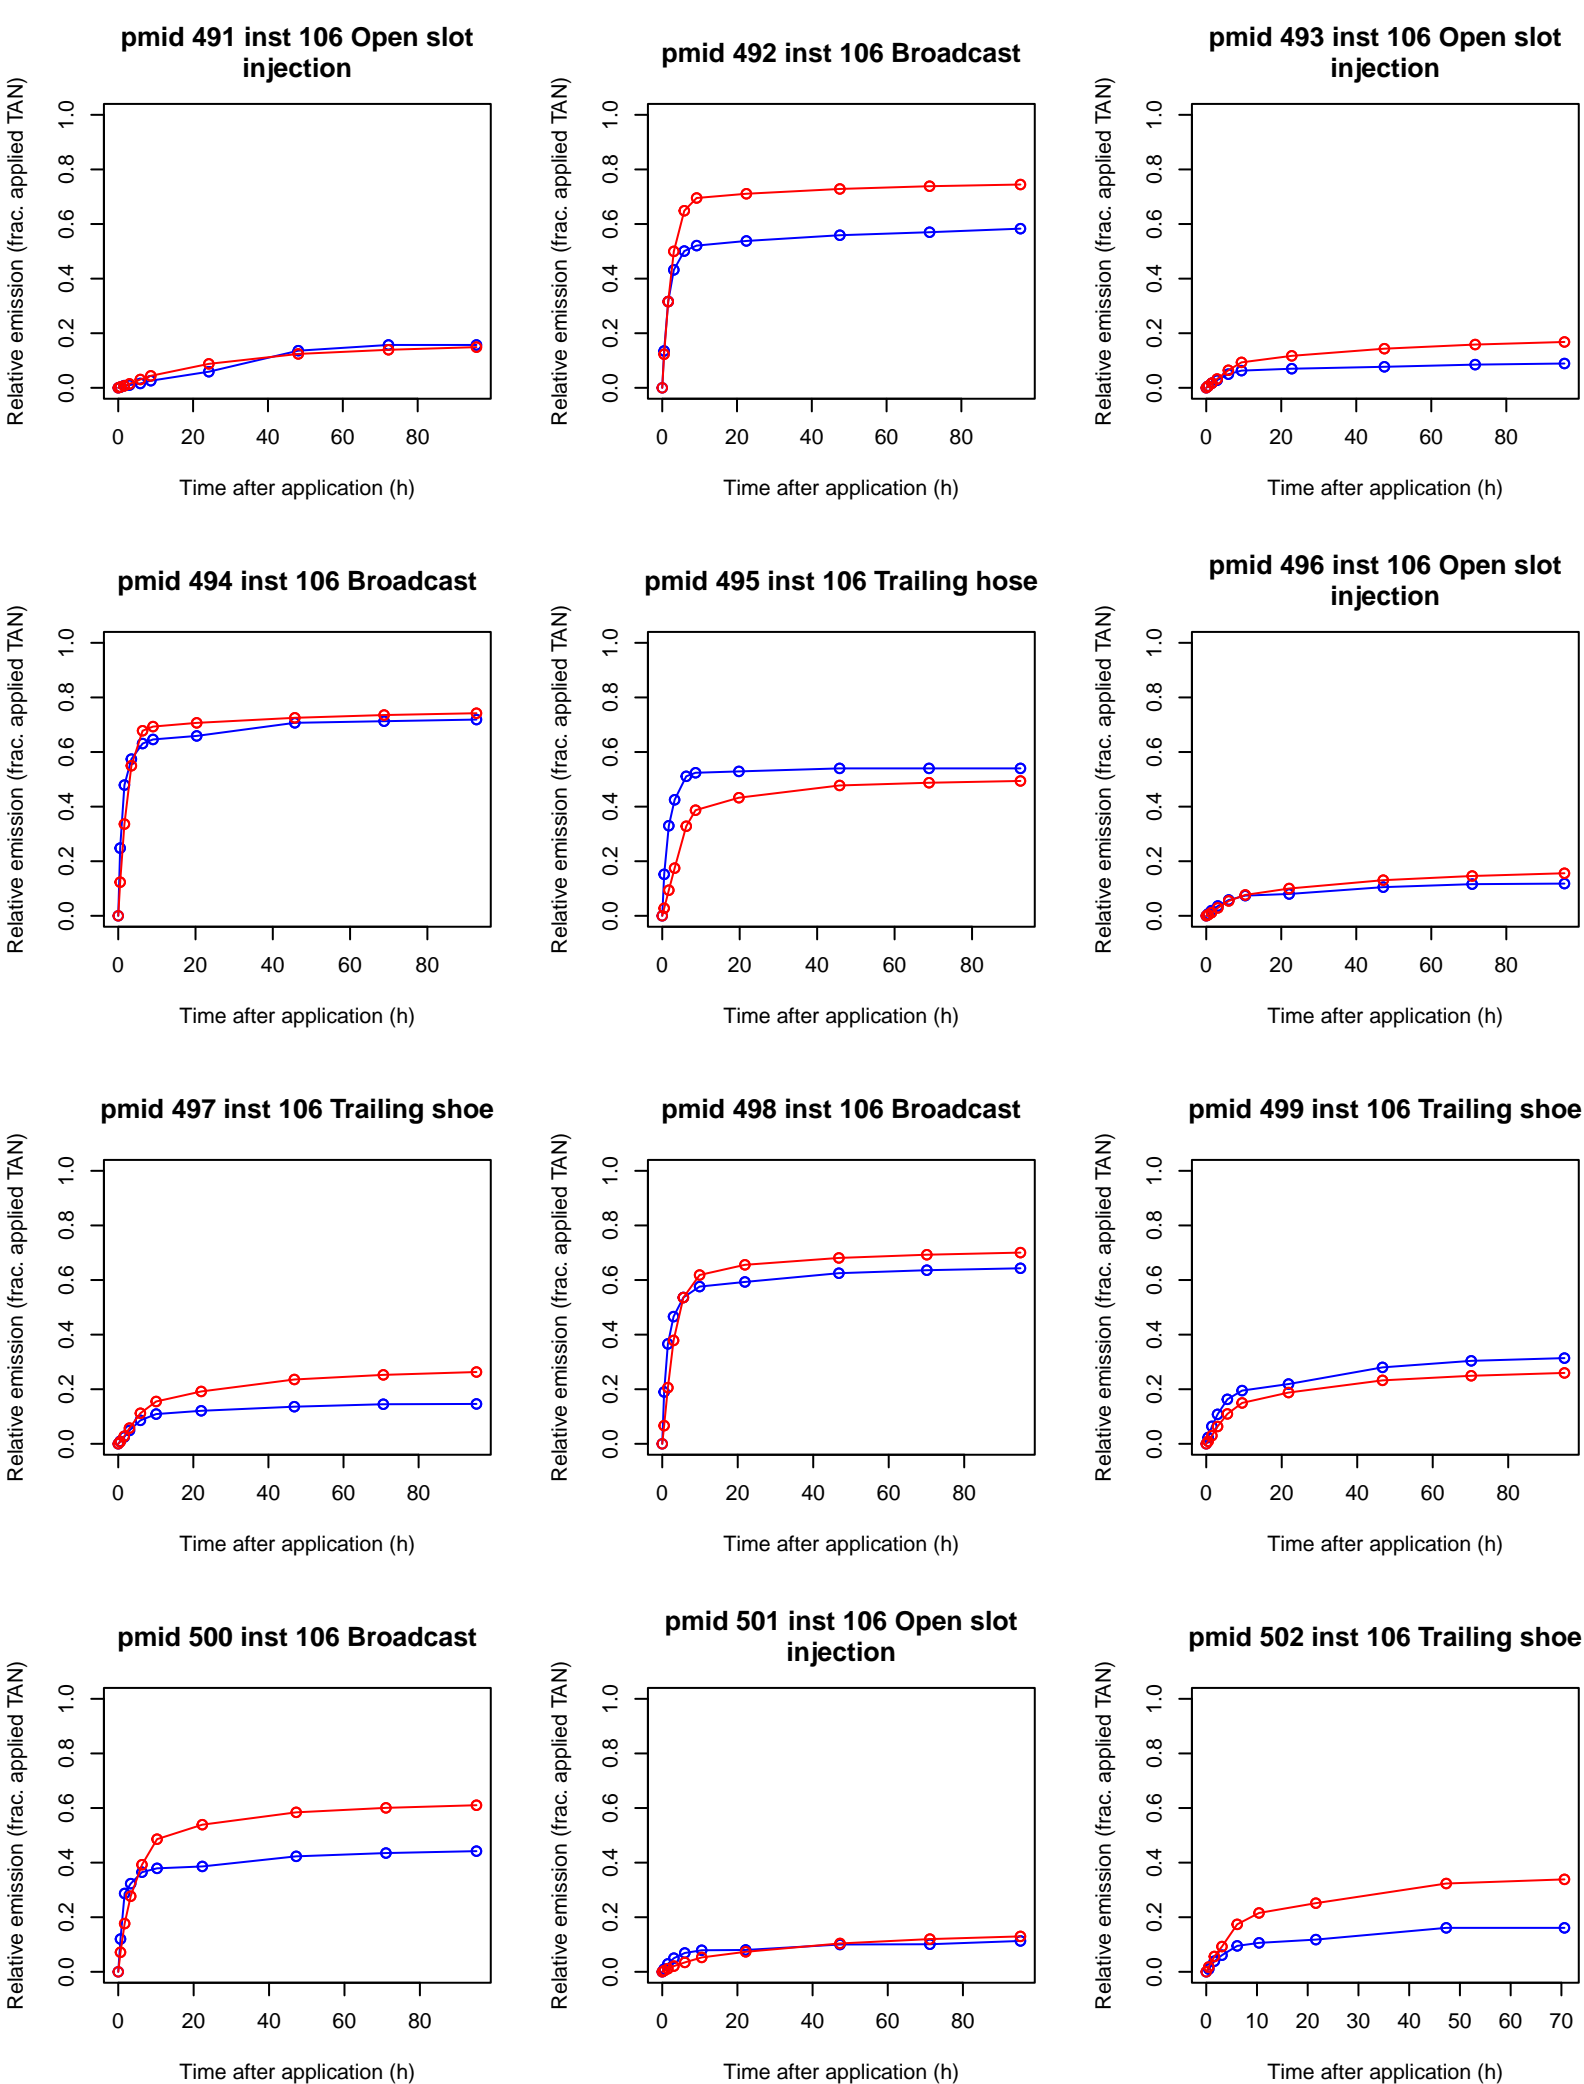 pmid 491 inst 106 Open slot
injection
Relative emission (frac. applied TAN)
0.0 0.2 0.4 0.6 0.8 1.0
0 20 40 60 80
Time after application (h)
pmid 492 inst 106 Broadcast
Relative emission (frac. applied TAN)
0.0 0.2 0.4 0.6 0.8 1.0
0 20 40 60 80
Time after application (h)
pmid 493 inst 106 Open slot
injection
Relative emission (frac. applied TAN)
0.0 0.2 0.4 0.6 0.8 1.0
0 20 40 60 80
Time after application (h)
pmid 494 inst 106 Broadcast
Relative emission (frac. applied TAN)
0.0 0.2 0.4 0.6 0.8 1.0
0 20 40 60 80
Time after application (h)
pmid 495 inst 106 Trailing hose
Relative emission (frac. applied TAN)
0.0 0.2 0.4 0.6 0.8 1.0
0 20 40 60 80
Time after application (h)
pmid 496 inst 106 Open slot
injection
Relative emission (frac. applied TAN)
0.0 0.2 0.4 0.6 0.8 1.0
0 20 40 60 80
Time after application (h)
pmid 497 inst 106 Trailing shoe
Relative emission (frac. applied TAN)
0.0 0.2 0.4 0.6 0.8 1.0
0 20 40 60 80
Time after application (h)
pmid 498 inst 106 Broadcast
Relative emission (frac. applied TAN)
0.0 0.2 0.4 0.6 0.8 1.0
0 20 40 60 80
Time after application (h)
pmid 499 inst 106 Trailing shoe
Relative emission (frac. applied TAN)
0.0 0.2 0.4 0.6 0.8 1.0
0 20 40 60 80
Time after application (h)
pmid 500 inst 106 Broadcast
Relative emission (frac. applied TAN)
0.0 0.2 0.4 0.6 0.8 1.0
0 20 40 60 80
Time after application (h)
pmid 501 inst 106 Open slot
injection
Relative emission (frac. applied TAN)
0.0 0.2 0.4 0.6 0.8 1.0
0 20 40 60 80
Time after application (h)
pmid 502 inst 106 Trailing shoe
Relative emission (frac. applied TAN)
0.0 0.2 0.4 0.6 0.8 1.0
0 10 20 30 40 50 60 70
Time after application (h)